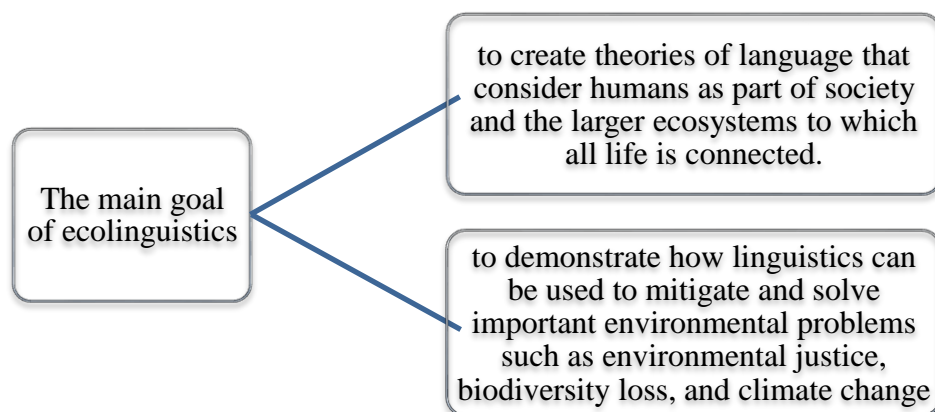 The main goal
of ecolinguistics
to create theories of language that
consider humans as part of society
and the larger ecosystems to which
all life is connected.
to demonstrate how linguistics can
be used to mitigate and solve
important environmental problems
such as environmental justice,
biodiversity loss, and climate change